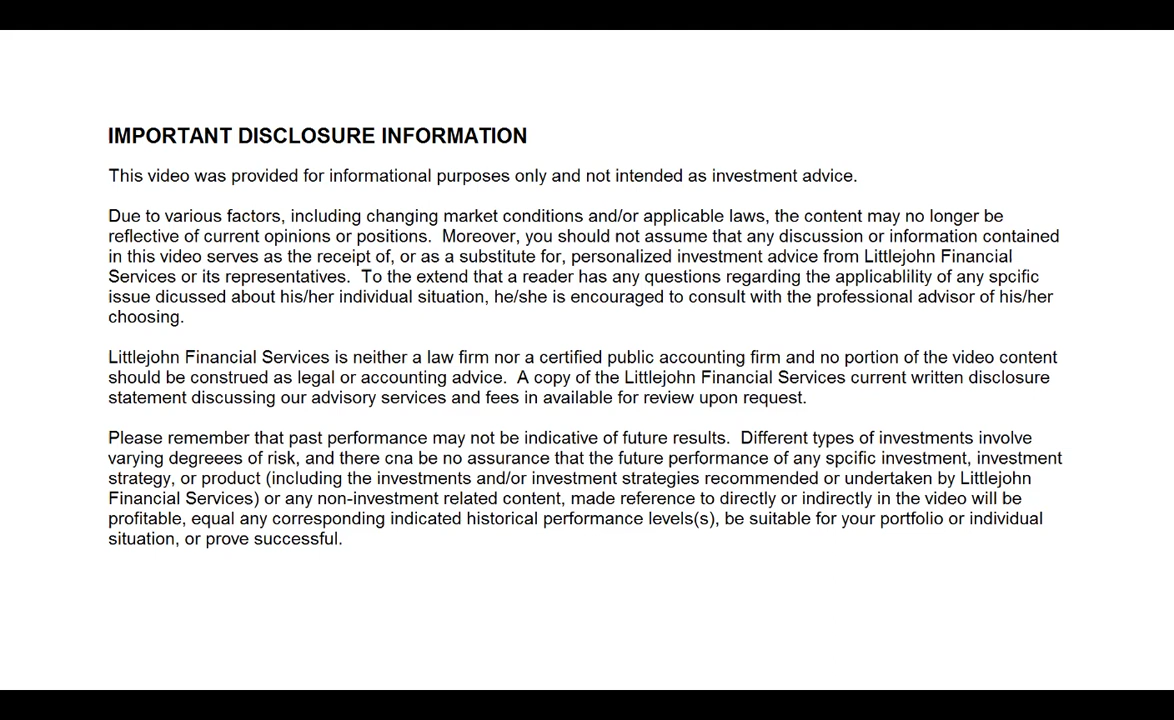 IMPORTANT DISCLOSURE INFORMATION
This video was provided for informational purposes only and not intended as investment advice.
Due to various factors, including changing market conditions and/or applicable laws, the content may no longer be
reflective of current opinions or positions.  Moreover, you should not assume that any discussion or information contained
in this video serves as the receipt of, or as a substitute for, personalized investment advice from Littlejohn Financial
Services or its representatives.  To the extend that a reader has any questions regarding the applicablility of any spcific
issue dicussed about his/her individual situation, he/she is encouraged to consult with the professional advisor of his/her
choosing.
Littlejohn Financial Services is neither a law firm nor a certified public accounting firm and no portion of the video content
should be construed as legal or accounting advice.  A copy of the Littlejohn Financial Services current written disclosure
statement discussing our advisory services and fees in available for review upon request.
Please remember that past performance may not be indicative of future results.  Different types of investments involve
varying degreees of risk, and there cna be no assurance that the future performance of any spcific investment, investment
strategy, or product (including the investments and/or investment strategies recommended or undertaken by Littlejohn
Financial Services) or any non-investment related content, made reference to directly or indirectly in the video will be
profitable, equal any corresponding indicated historical performance levels(s), be suitable for your portfolio or individual
situation, or prove successful.